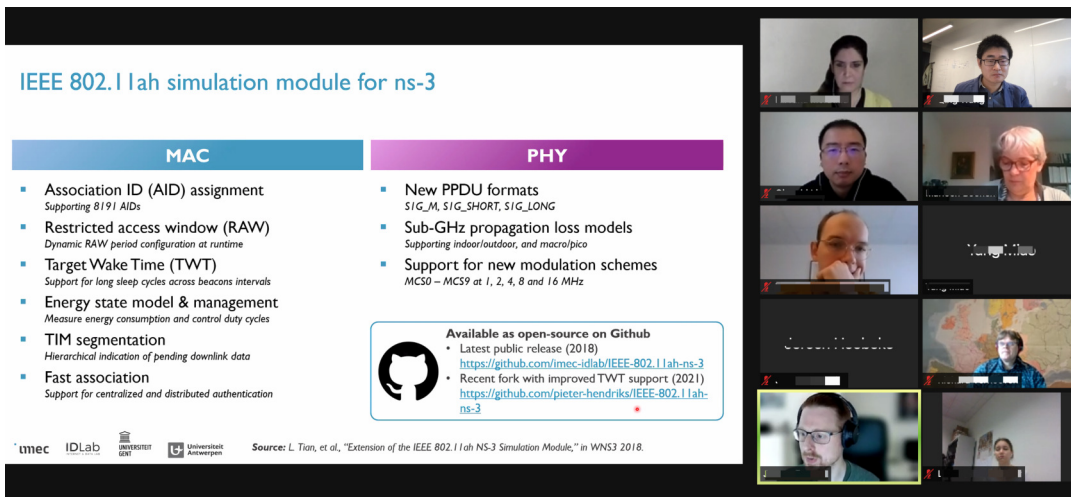 IEEE 802.11ah simulation module for ns-3
MAC
Association ID (AID) assignment
Supporting 8191 AIDs
Restricted access window (RAW)
Dynamic RAW period configuration at runtime
Target Wake Time (TWT)
Support for long sleep cycles across beacons intervals
Energy state model & management
Measure energy consumption and control duty cycles
TIM segmentation
Hierarchical indication of pending downlink data
Fast association
Support for centralized and distributed authentication
PHY
New PPDU formats
S1G_M, S1G_SHORT, S1G_LONG
Sub-GHz propagation loss models
Supporting indoor/outdoor, and macro/pico
Support for new modulation schemes
MCS0 – MCS9 at 1, 2, 4, 8 and 16 MHz
Available as open-source on Github
• Latest public release (2018)
https://github.com/imec-idlab/IEEE-802.11ah-ns-3
• Recent fork with improved TWT support (2021)
https://github.com/pieter-hendriks/IEEE-802.11ah-
ns-3
imec
IDLab
UNIVERSITEIT
GENT
Universiteit
Antwerpen
Source: L. Tian, et al., "Extension of the IEEE 802.11ah NS-3 Simulation Module," in WNS3 2018.